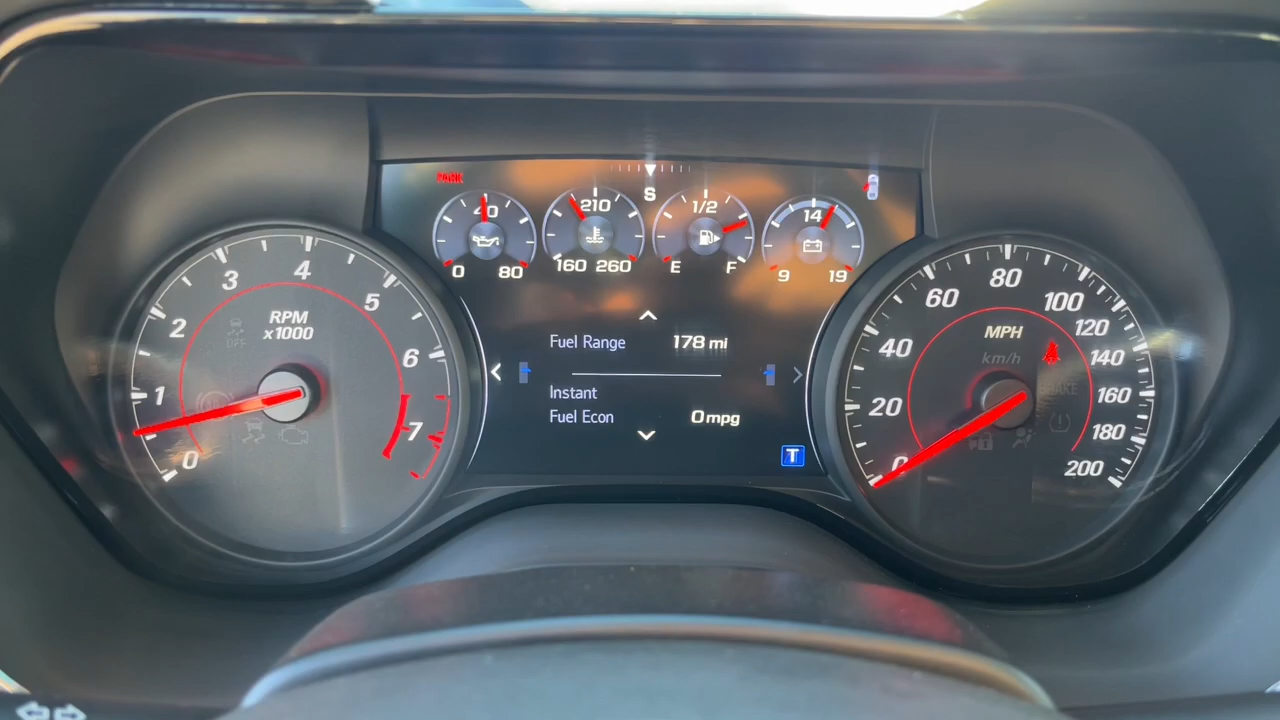 PARK
S
40
0 80
210
160 260
1/2
E F
14
9 19
0 1 2 3 4 5 6 7
RPM
x1000
OFF
Fuel Range 178 mi
Instant
Fuel Econ 0 mpg
T
0 20 40 60 80 100 120 140 160 180 200
MPH
km/h